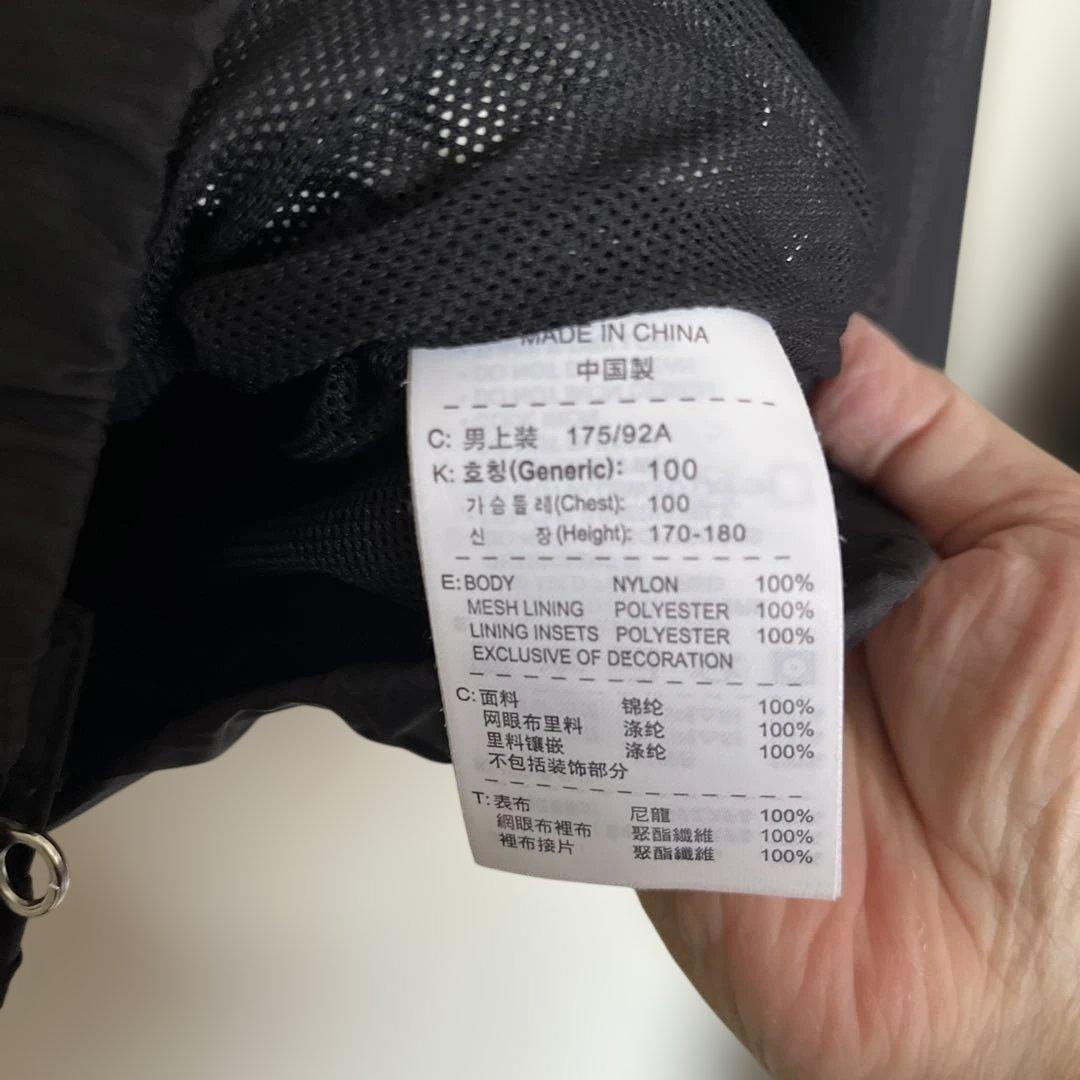 MADE IN CHINA
中国製
C: 男上装 175/92A
K: 호칭(Generic): 100
가슴둘레(Chest): 100
신 장(Height): 170-180
E: BODY NYLON 100%
MESH LINING POLYESTER 100%
LINING INSETS POLYESTER 100%
EXCLUSIVE OF DECORATION
C: 面料 锦纶 100%
网眼布里料 涤纶 100%
里料镶嵌 涤纶 100%
不包括装饰部分
T: 表布 尼龍 100%
網眼布裡布 聚酯纖維 100%
裡布接片 聚酯纖維 100%